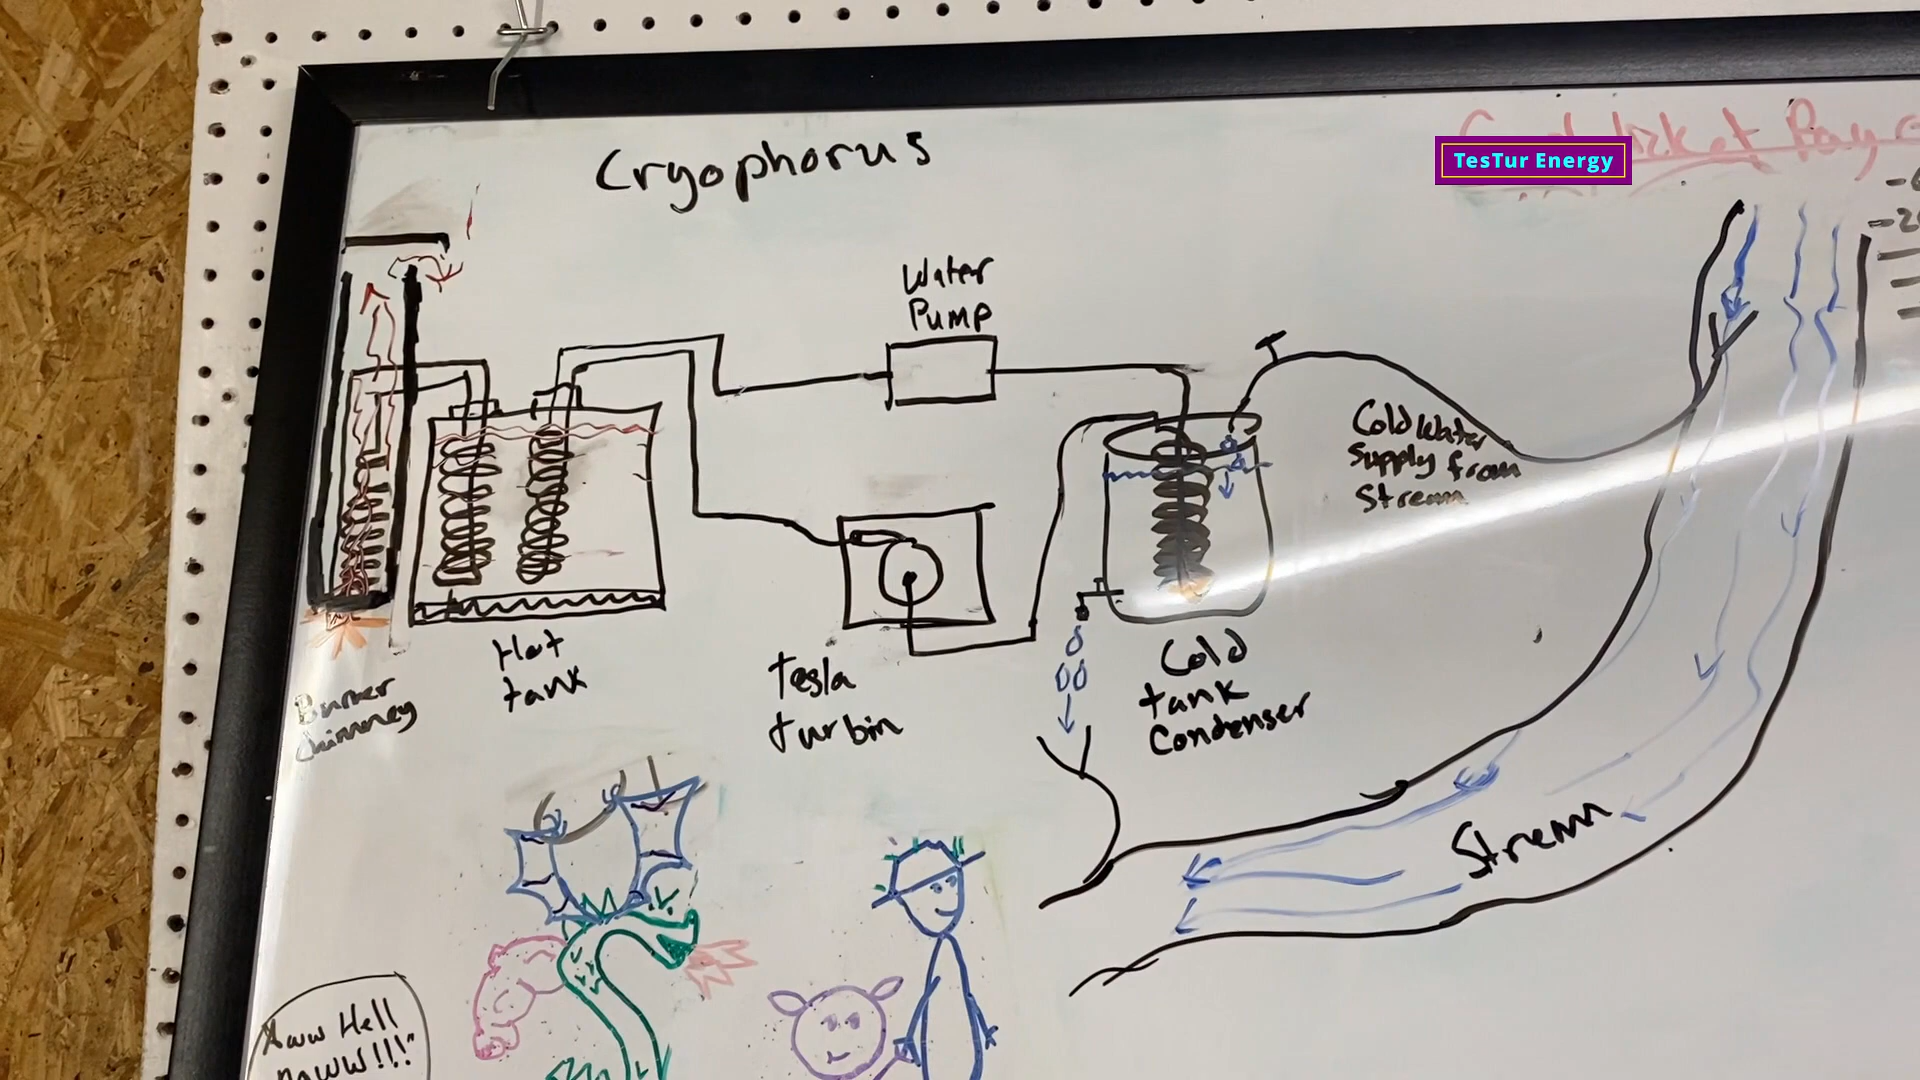 Cryophorus
TesTur Energy
Water
Pump
Cold Water
Supply from
Stream
Hot
tank
Burner
Chimney
Tesla
turbin
Cold
tank
Condenser
Stream
Aww Hell
naww!!!"